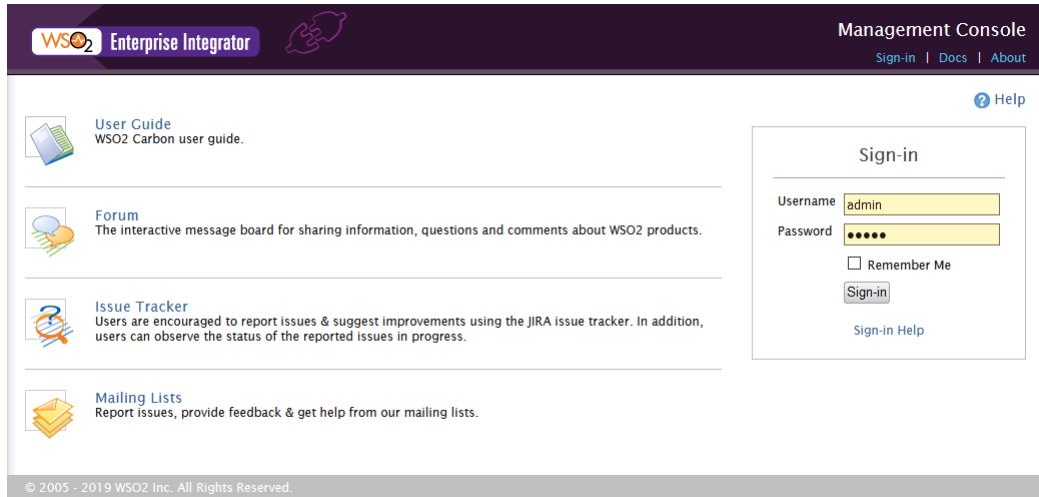 WSO2 Enterprise Integrator
Management Console
Sign-in | Docs | About
Help
User Guide
WSO2 Carbon user guide.
Forum
The interactive message board for sharing information, questions and comments about WSO2 products.
Issue Tracker
Users are encouraged to report issues & suggest improvements using the JIRA issue tracker. In addition,
users can observe the status of the reported issues in progress.
Mailing Lists
Report issues, provide feedback & get help from our mailing lists.
Sign-in
Username admin
Password •••••
Remember Me
Sign-in
Sign-in Help
© 2005 - 2019 WSO2 Inc. All Rights Reserved.